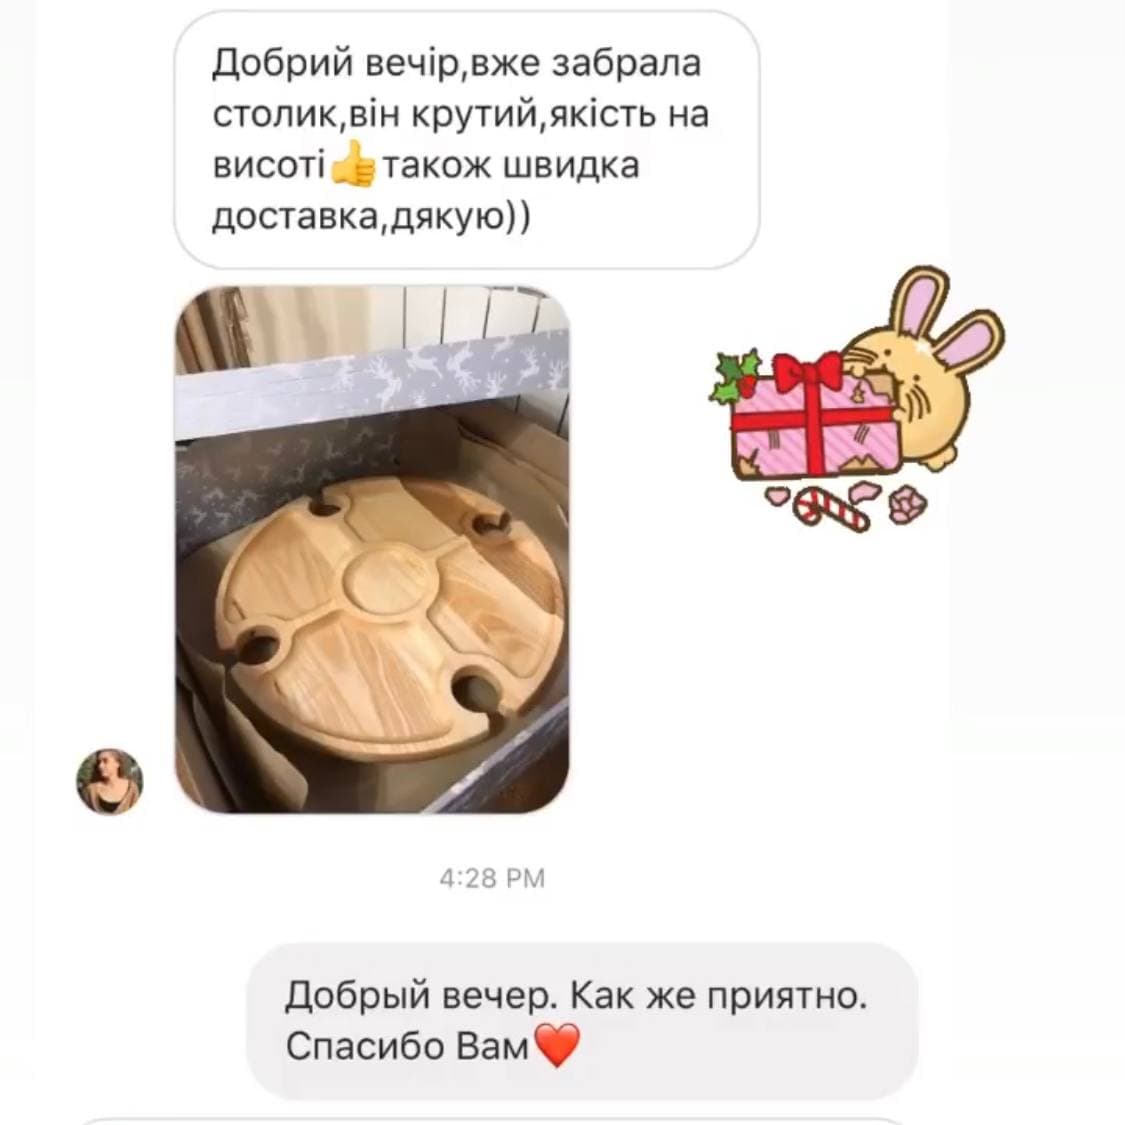 Добрий вечір,вже забрала
столик,він крутий,якість на
висоті👍також швидка
доставка,дякую))
4:28 PM
Добрый вечер. Как же приятно.
Спасибо Вам❤️